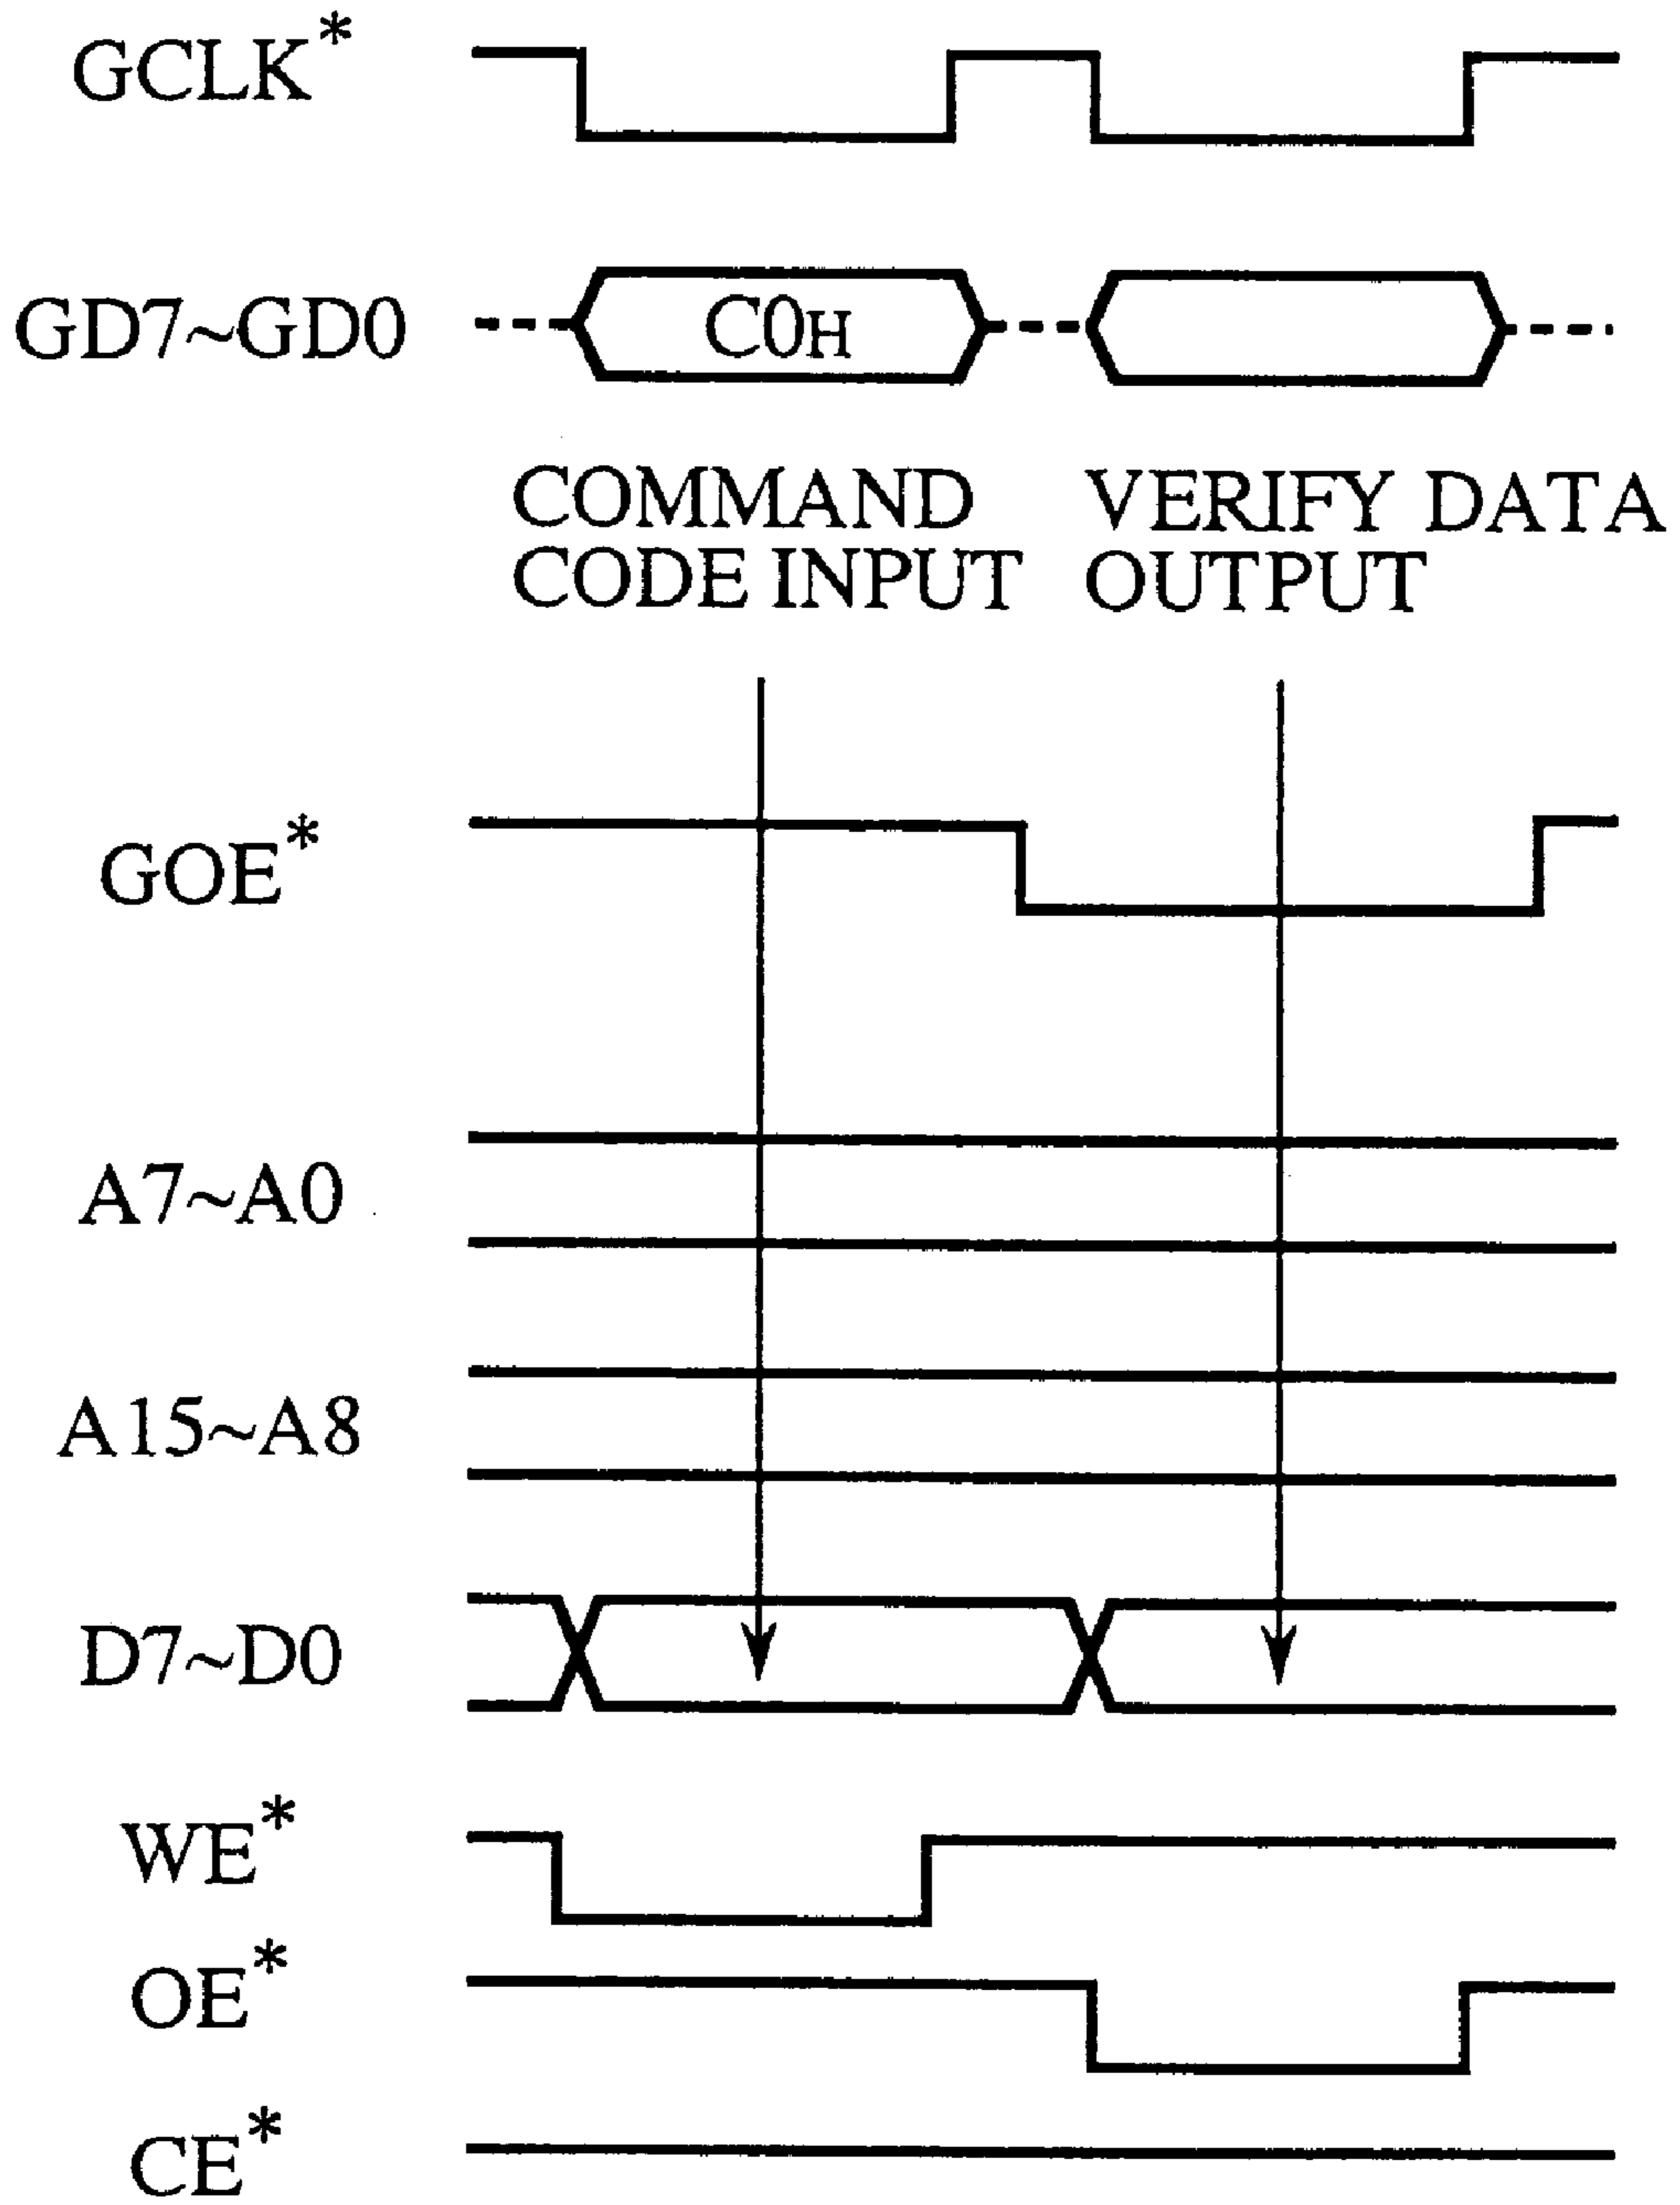 GCLK*
GD7~GD0
C0H
COMMAND
CODE INPUT
VERIFY DATA
OUTPUT
GOE*
A7~A0
A15~A8
D7~D0
WE*
OE*
CE*